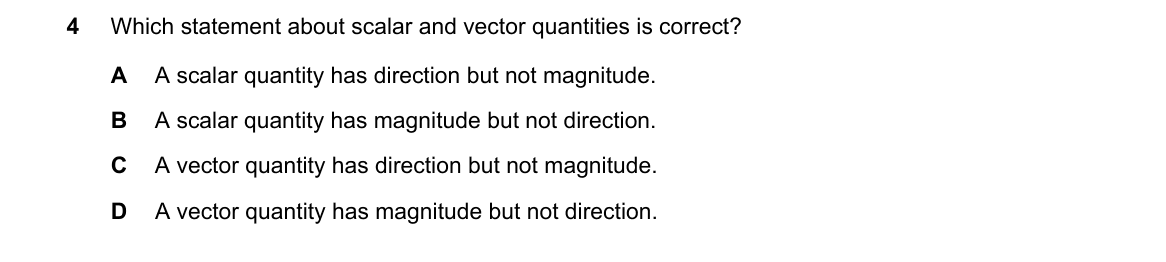 4 Which statement about scalar and vector quantities is correct?
A A scalar quantity has direction but not magnitude.
B A scalar quantity has magnitude but not direction.
C A vector quantity has direction but not magnitude.
D A vector quantity has magnitude but not direction.